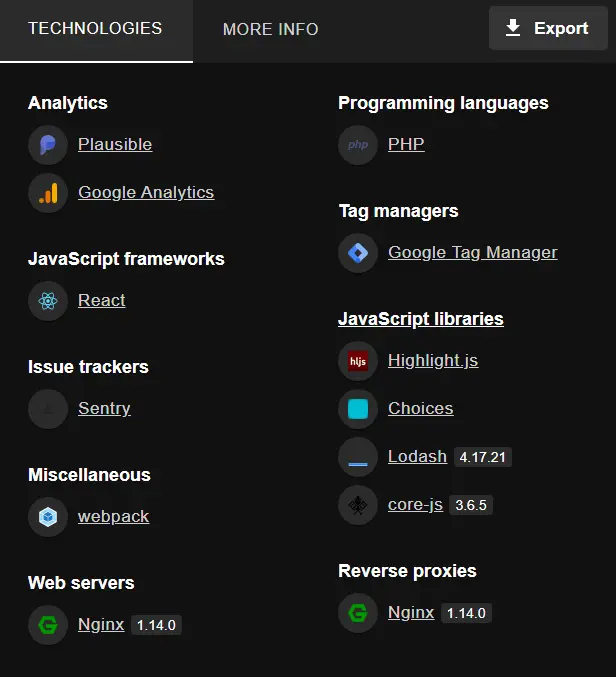 TECHNOLOGIES
MORE INFO
Export
Analytics
Plausible
Google Analytics
JavaScript frameworks
React
Issue trackers
Sentry
Miscellaneous
webpack
Web servers
Nginx 1.14.0
Programming languages
php PHP
Tag managers
Google Tag Manager
JavaScript libraries
hljs Highlight.js
Choices
Lodash 4.17.21
core-js 3.6.5
Reverse proxies
Nginx 1.14.0